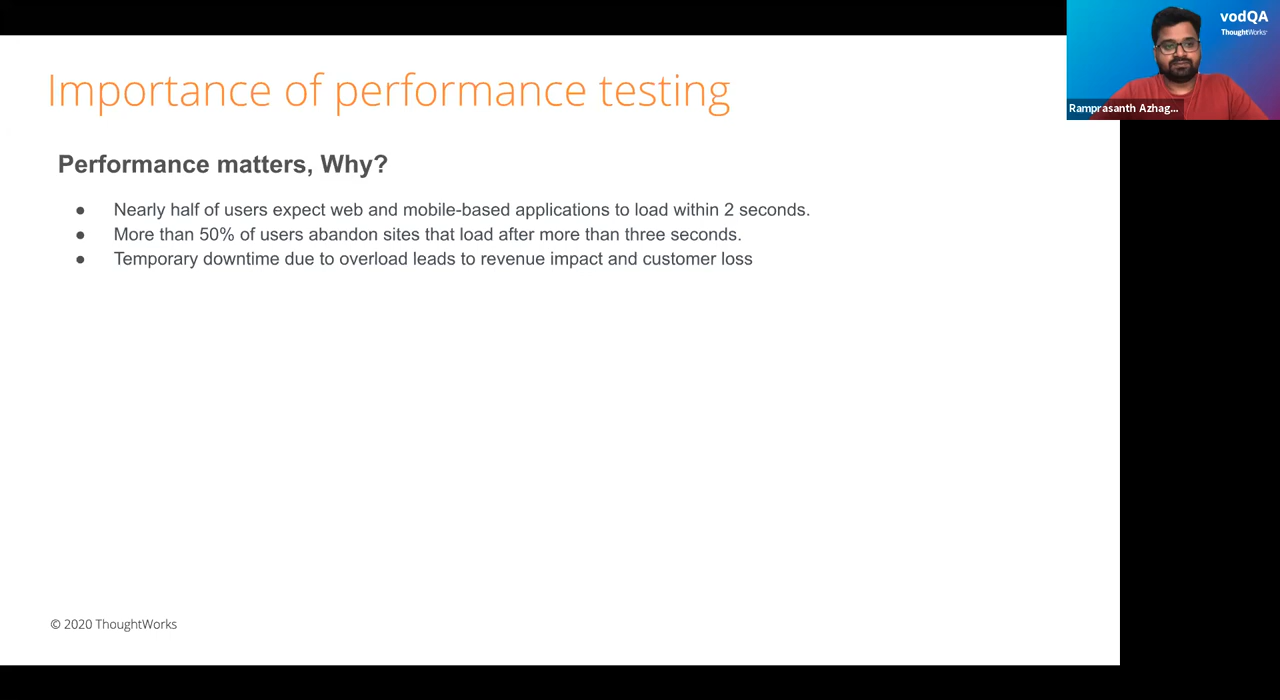 Importance of performance testing
Performance matters, Why?
● Nearly half of users expect web and mobile-based applications to load within 2 seconds.
● More than 50% of users abandon sites that load after more than three seconds.
● Temporary downtime due to overload leads to revenue impact and customer loss
© 2020 ThoughtWorks
vodQA
ThoughtWorks®
Ramprasanth Azhag...